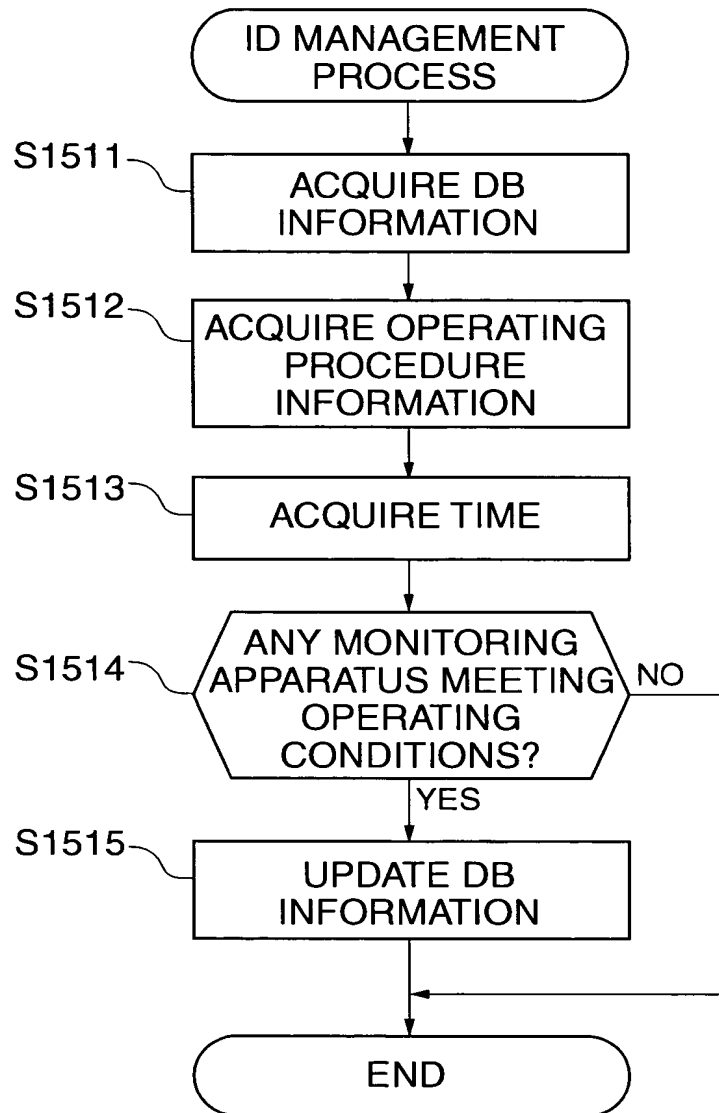 ID MANAGEMENT
PROCESS
S1511
ACQUIRE DB
INFORMATION
S1512
ACQUIRE OPERATING
PROCEDURE
INFORMATION
S1513
ACQUIRE TIME
S1514
ANY MONITORING
APPARATUS MEETING
OPERATING
CONDITIONS?
NO
YES
S1515
UPDATE DB
INFORMATION
END